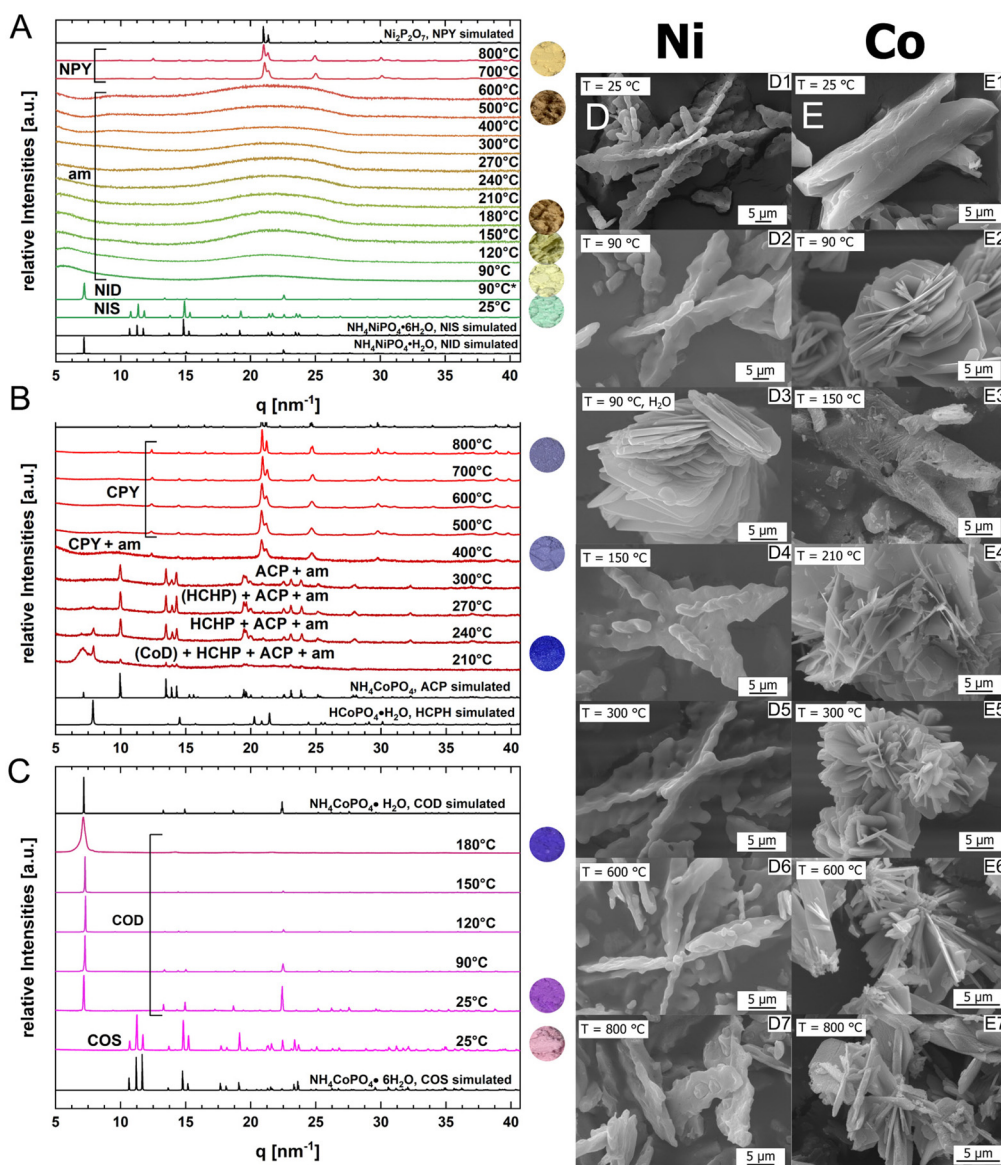 A
relative Intensities [a.u.]
Ni₂P₂O₇, NPY simulated
NPY
800°C
700°C
600°C
500°C
400°C
300°C
am
270°C
240°C
210°C
180°C
150°C
120°C
90°C
NID
90°C*
NIS
25°C
NH₄NiPO₄•6H₂O, NIS simulated
NH₄NiPO₄•H₂O, NID simulated
5 10 15 20 25 30 35 40
q [nm⁻¹]
B
relative Intensities [a.u.]
800°C
700°C
CPY
600°C
500°C
CPY + am
400°C
ACP + am
300°C
(HCHP) + ACP + am
270°C
HCHP + ACP + am
240°C
(CoD) + HCHP + ACP + am
210°C
NH₄CoPO₄, ACP simulated
HCoPO₄•H₂O, HCPH simulated
5 10 15 20 25 30 35 40
C
relative Intensities [a.u.]
NH₄CoPO₄• H₂O, COD simulated
180°C
150°C
COD
120°C
90°C
25°C
COS
25°C
NH₄CoPO₄• 6H₂O, COS simulated
5 10 15 20 25 30 35 40
q [nm⁻¹]
Ni
D
T = 25 °C
D1
5 µm
T = 90 °C
D2
5 µm
T = 90 °C, H₂O
D3
5 µm
T = 150 °C
D4
5 µm
T = 300 °C
D5
5 µm
T = 600 °C
D6
5 µm
T = 800 °C
D7
5 µm
Co
E
T = 25 °C
E1
5 µm
T = 90 °C
E2
5 µm
T = 150 °C
E3
5 µm
T = 210 °C
E4
5 µm
T = 300 °C
E5
5 µm
T = 600 °C
E6
5 µm
T = 800 °C
E7
5 µm